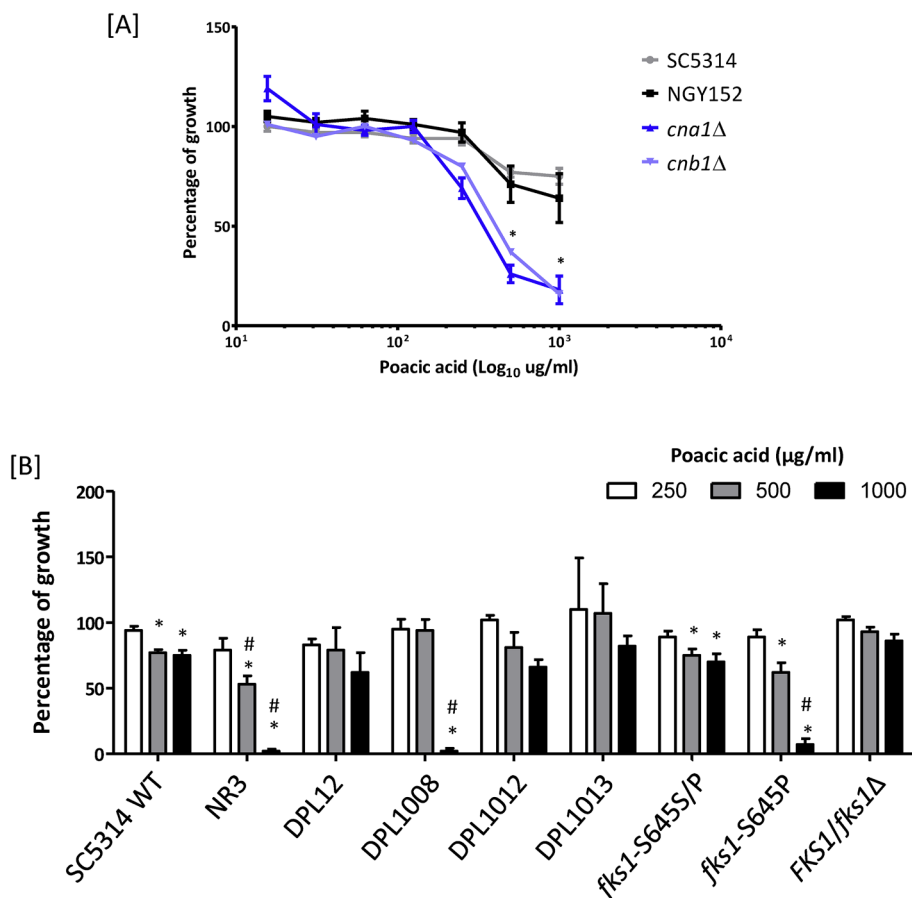 [A]
150
100
50
0
Percentage of growth
10¹
10²
10³
10⁴
Poacic acid (Log₁₀ ug/ml)
SC5314
NGY152
cna1Δ
cnb1Δ
*
*
[B]
Poacic acid (µg/ml)
250
500
1000
200
150
100
50
0
Percentage of growth
* *
# *
# *
# *
* *
*
# *
SC5314 WT
NR3
DPL12
DPL1008
DPL1012
DPL1013
fks1-S645S/P
fks1-S645P
FKS1/fks1Δ